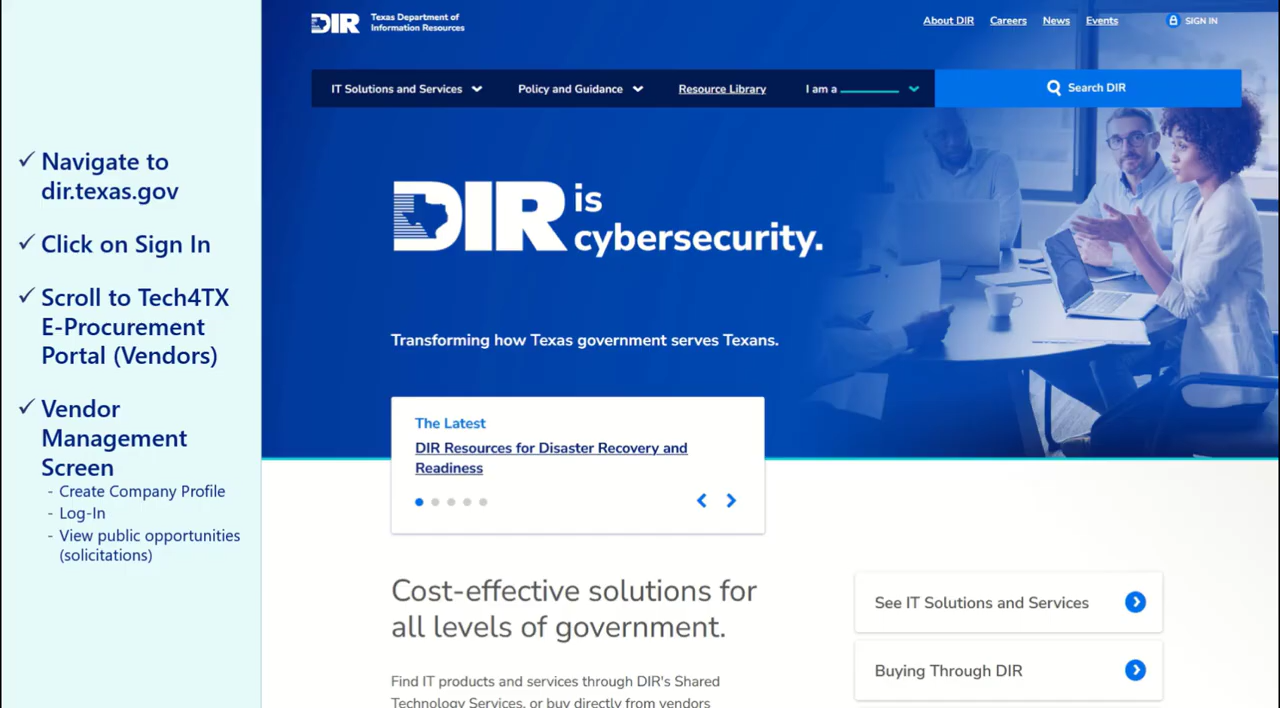 ✓ Navigate to
dir.texas.gov
✓ Click on Sign In
✓ Scroll to Tech4TX
E-Procurement
Portal (Vendors)
✓ Vendor
Management
Screen
- Create Company Profile
- Log-In
- View public opportunities
(solicitations)
DIR
Texas Department of
Information Resources
About DIR Careers News Events SIGN IN
IT Solutions and Services Policy and Guidance Resource Library I am a Search DIR
DIR is
cybersecurity.
Transforming how Texas government serves Texans.
The Latest
DIR Resources for Disaster Recovery and
Readiness
Cost-effective solutions for
all levels of government.
Find IT products and services through DIR's Shared
Technology Services, or buy directly from vendors
See IT Solutions and Services
Buying Through DIR